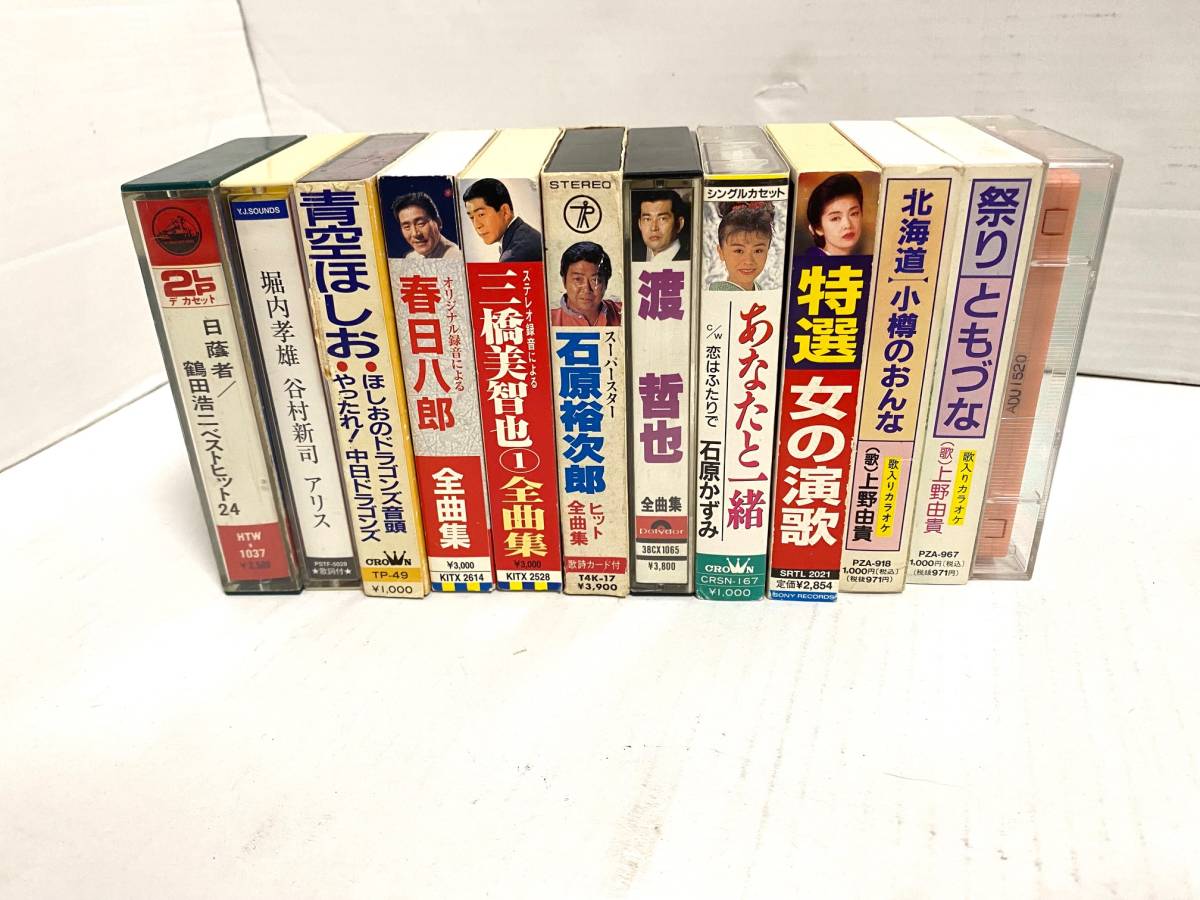 2LP
デカセット
日蔭者/
鶴田浩二ベストヒット24
HTW
1037
Y.J.SOUNDS
堀内孝雄 谷村新司 アリス
PSTF-5029
★歌詞付★
青空ほしお
・ほしおのドラゴンズ音頭
・やったれ!中日ドラゴンズ
CROWN
TP-49
¥1,000
オリジナル録音による
春日八郎
全曲集
¥3,000
KITX 2614
ステレオ録音による
三橋美智也①全曲集
¥3,000
KITX 2528
STEREO
スーパースター
石原裕次郎
ヒット
全曲集
歌詩カード付
T4K-17
¥3,900
渡哲也
全曲集
Polydor
38CX1065
¥3,800
シングルカセット
あなたと一緒
c/w 恋はふたりで 石原かずみ
CROWN
CRSN-167
¥1,000
特選
女の演歌
SRTL 2021
定価¥2,854
SONY RECORDS
北海道 小樽のおんな
歌入りカラオケ
(歌)上野由貴
PZA-918
1,000円(税込)
(税抜971円)
祭りともづな
歌入りカラオケ
(歌)上野由貴
PZA-967
1,000円(税込)
(税抜971円)
ADU1520